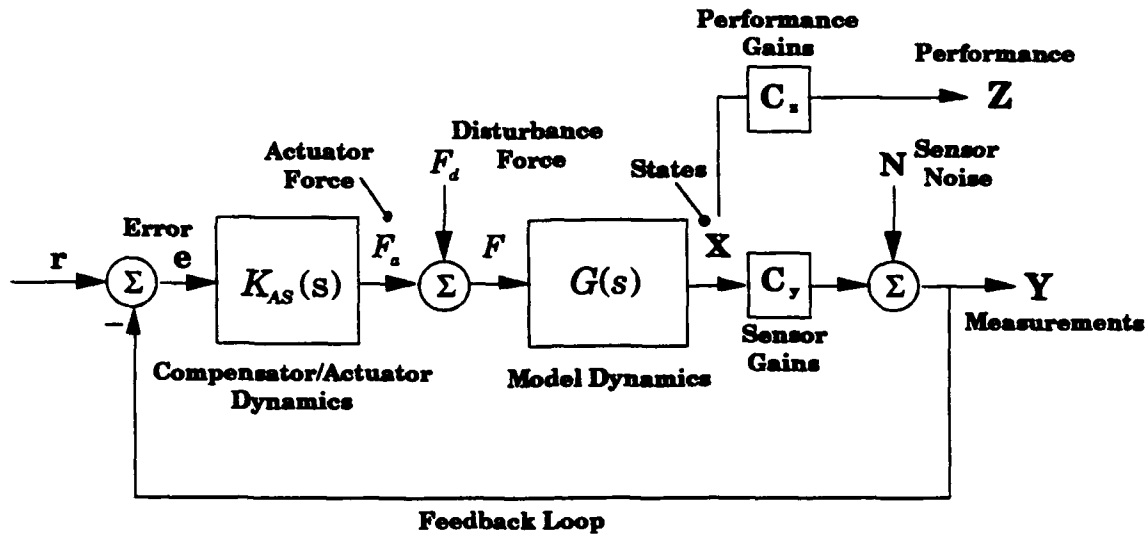 Performance
Gains
C_z
Performance
Z
Disturbance
Force
F_d
Actuator
Force
F_a
States
X
N Sensor
Noise
r
Σ
−
Error
e
K_AS(s)
Compensator/Actuator
Dynamics
Σ
F
G(s)
Model Dynamics
C_y
Sensor
Gains
Σ
Y
Measurements
Feedback Loop